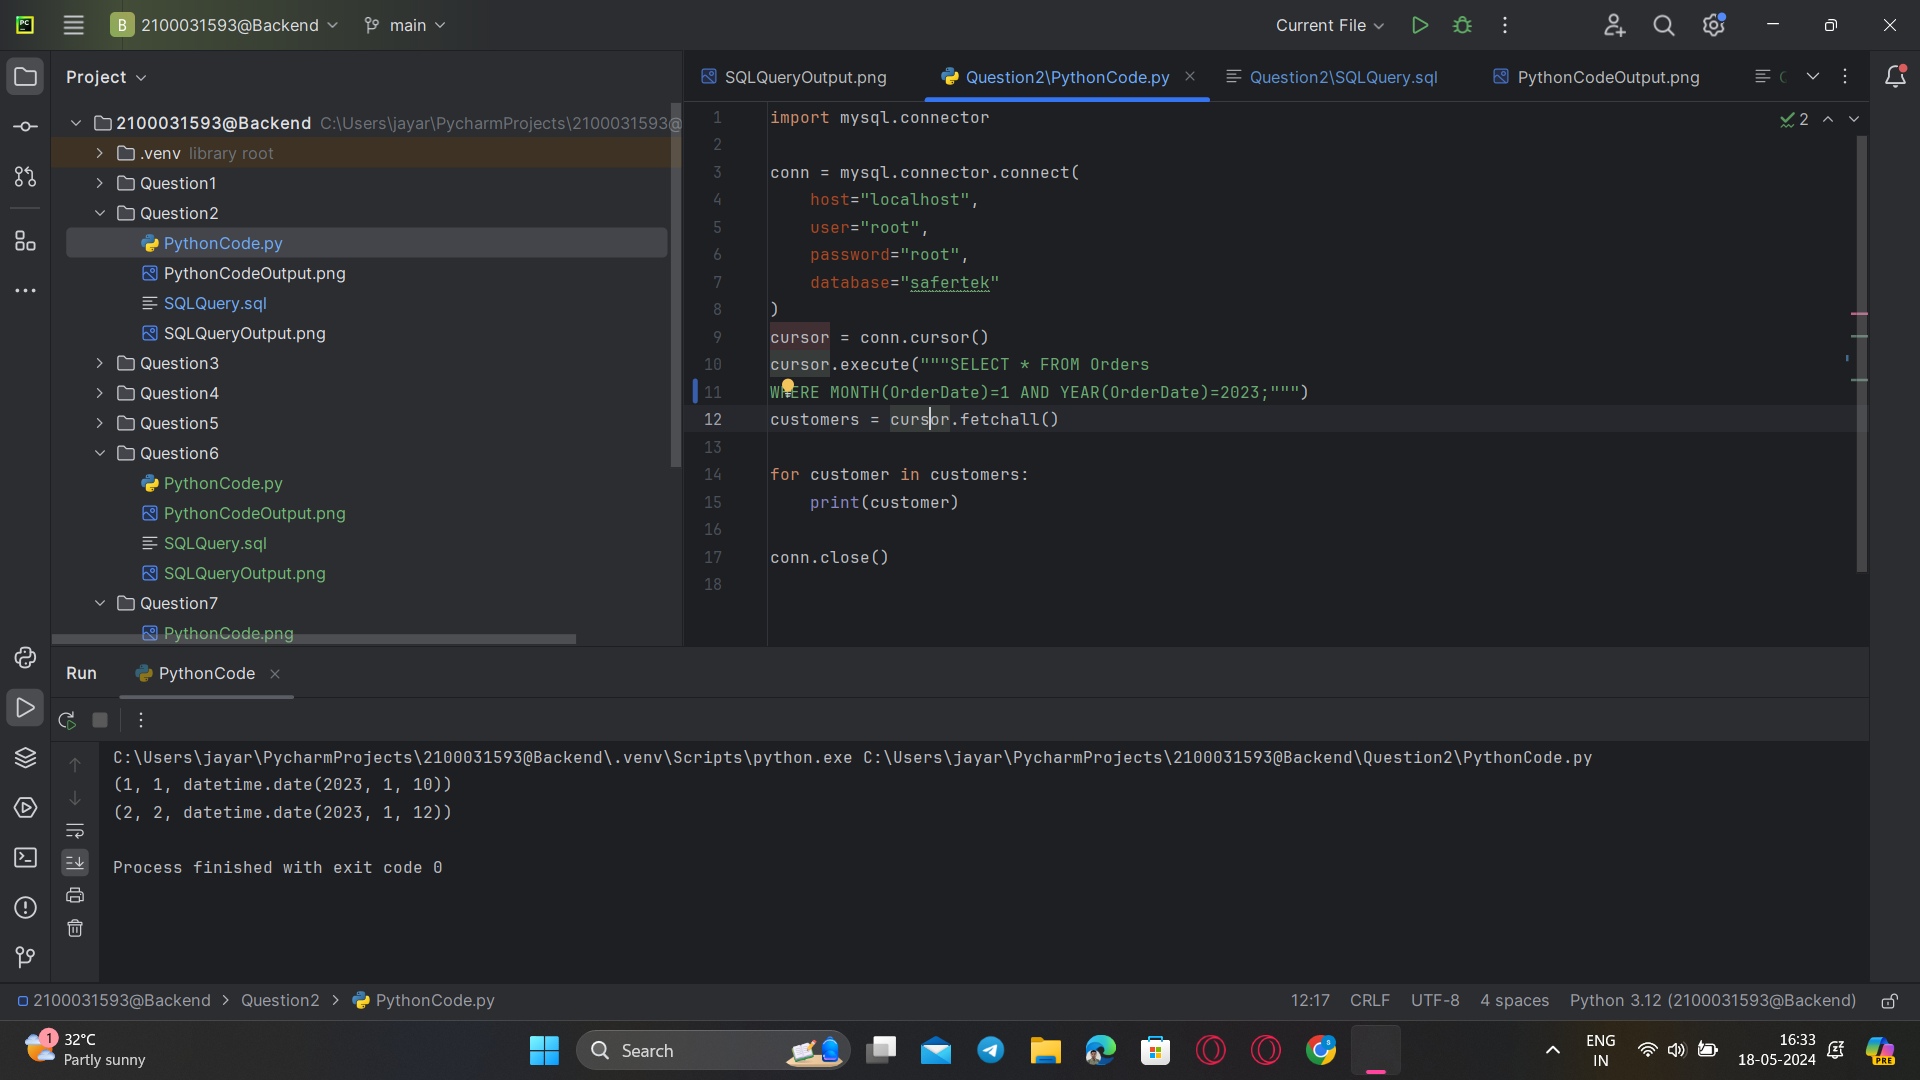 PC
B 2100031593@Backend main Current File
Project
2100031593@Backend C:\Users\jayar\PycharmProjects\2100031593@
.venv library root
Question1
Question2
PythonCode.py
PythonCodeOutput.png
SQLQuery.sql
SQLQueryOutput.png
Question3
Question4
Question5
Question6
PythonCode.py
PythonCodeOutput.png
SQLQuery.sql
SQLQueryOutput.png
Question7
PythonCode.png
SQLQueryOutput.png Question2\PythonCode.py Question2\SQLQuery.sql PythonCodeOutput.png
2
1 import mysql.connector
2
3 conn = mysql.connector.connect(
4 host="localhost",
5 user="root",
6 password="root",
7 database="safertek"
8 )
9 cursor = conn.cursor()
10 cursor.execute("""SELECT * FROM Orders
11 WHERE MONTH(OrderDate)=1 AND YEAR(OrderDate)=2023;""")
12 customers = cursor.fetchall()
13
14 for customer in customers:
15 print(customer)
16
17 conn.close()
18
Run PythonCode
C:\Users\jayar\PycharmProjects\2100031593@Backend\.venv\Scripts\python.exe C:\Users\jayar\PycharmProjects\2100031593@Backend\Question2\PythonCode.py
(1, 1, datetime.date(2023, 1, 10))
(2, 2, datetime.date(2023, 1, 12))
Process finished with exit code 0
2100031593@Backend > Question2 > PythonCode.py 12:17 CRLF UTF-8 4 spaces Python 3.12 (2100031593@Backend)
1
32°C
Partly sunny
Search
ENG
IN
16:33
18-05-2024
PRE